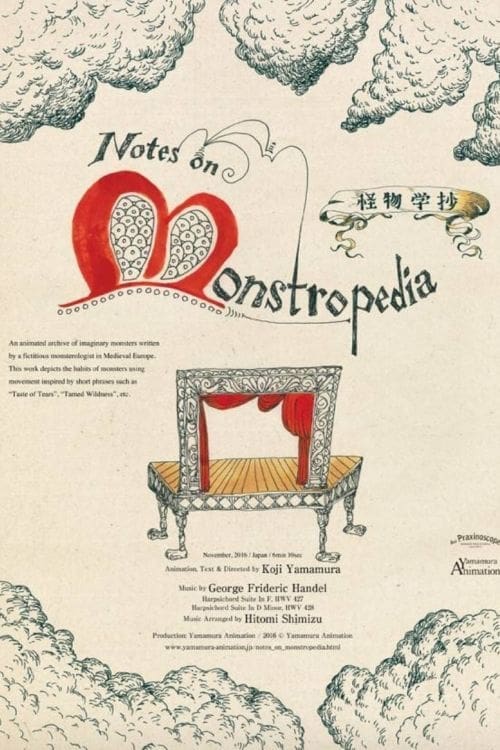 Notes on
怪物学抄
Monstropedia
An animated archive of imaginary monsters written
by a fictitious monsterologist in Medieval Europe.
This work depicts the habits of monsters using
movement inspired by short phrases such as
"Taste of Tears", "Tamed Wildness", etc.
November, 2016 / Japan / 6min 10sec
Animation, Text & Directed by Koji Yamamura
Music by George Frideric Handel
Harpsichord Suite In F, HWV 427
Harpsichord Suite In D Minor, HWV 428
Music Arranged by Hitomi Shimizu
Production: Yamamura Animation / 2016 © Yamamura Animation
www.yamamura-animation.jp/notes_on_monstropedia.html
Au Praxinoscope
Yamamura
Animation